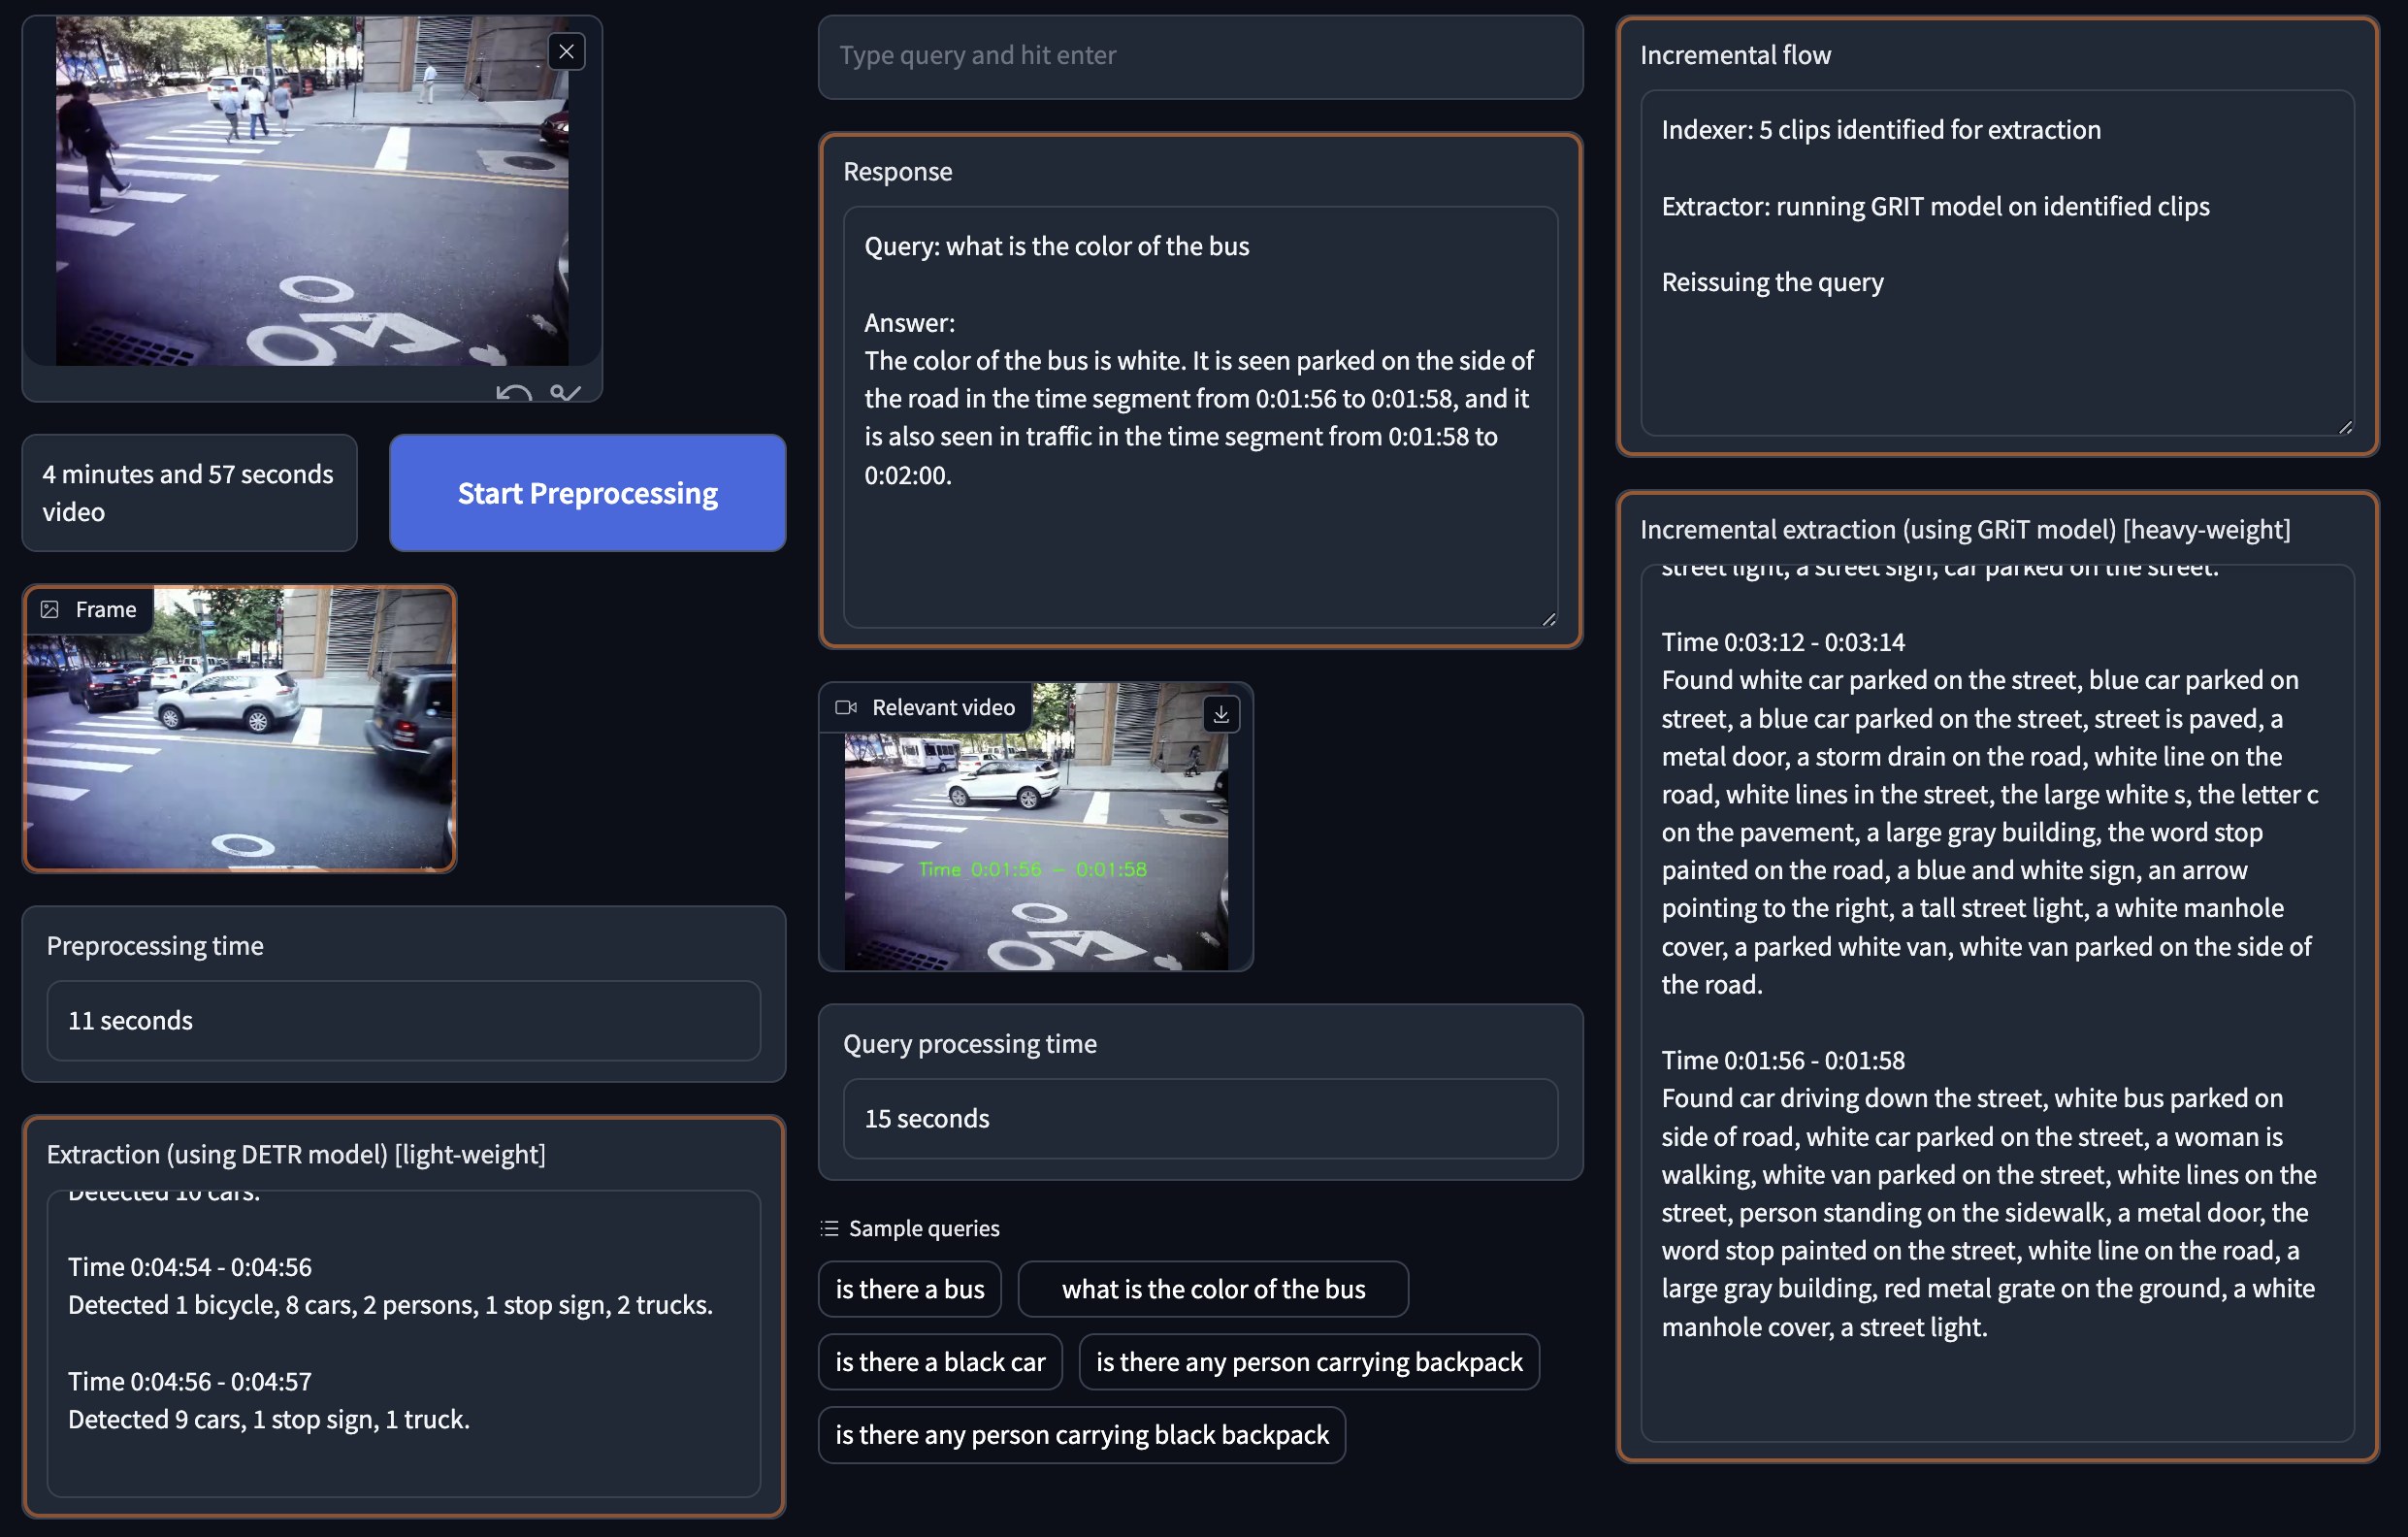 4 minutes and 57 seconds
video
Start Preprocessing
Frame
Preprocessing time
11 seconds
Extraction (using DETR model) [light-weight]
Detected 10 cars.
Time 0:04:54 - 0:04:56
Detected 1 bicycle, 8 cars, 2 persons, 1 stop sign, 2 trucks.
Time 0:04:56 - 0:04:57
Detected 9 cars, 1 stop sign, 1 truck.
Type query and hit enter
Response
Query: what is the color of the bus
Answer:
The color of the bus is white. It is seen parked on the side of
the road in the time segment from 0:01:56 to 0:01:58, and it
is also seen in traffic in the time segment from 0:01:58 to
0:02:00.
Relevant video
Time 0:01:56 - 0:01:58
Query processing time
15 seconds
Sample queries
is there a bus
what is the color of the bus
is there a black car
is there any person carrying backpack
is there any person carrying black backpack
Incremental flow
Indexer: 5 clips identified for extraction
Extractor: running GRIT model on identified clips
Reissuing the query
Incremental extraction (using GRiT model) [heavy-weight]
street light, a street sign, car parked on the street.
Time 0:03:12 - 0:03:14
Found white car parked on the street, blue car parked on
street, a blue car parked on the street, street is paved, a
metal door, a storm drain on the road, white line on the
road, white lines in the street, the large white s, the letter c
on the pavement, a large gray building, the word stop
painted on the road, a blue and white sign, an arrow
pointing to the right, a tall street light, a white manhole
cover, a parked white van, white van parked on the side of
the road.
Time 0:01:56 - 0:01:58
Found car driving down the street, white bus parked on
side of road, white car parked on the street, a woman is
walking, white van parked on the street, white lines on the
street, person standing on the sidewalk, a metal door, the
word stop painted on the street, white line on the road, a
large gray building, red metal grate on the ground, a white
manhole cover, a street light.